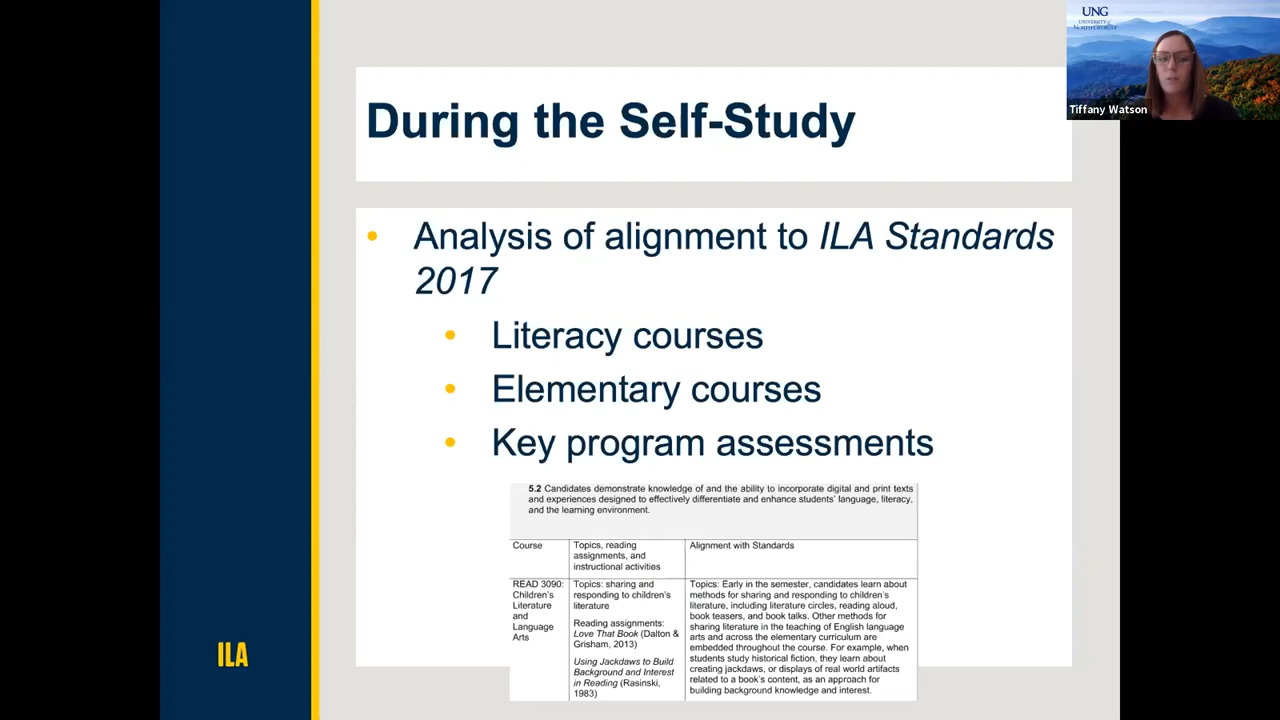 UNG
UNIVERSITY of
NORTH GEORGIA
Tiffany Watson
During the Self-Study
• Analysis of alignment to ILA Standards
2017
• Literacy courses
• Elementary courses
• Key program assessments
5.2 Candidates demonstrate knowledge of and the ability to incorporate digital and print texts
and experiences designed to effectively differentiate and enhance students' language, literacy,
and the learning environment.
Course
Topics, reading
assignments, and
instructional activities
Alignment with Standards
READ 3090:
Children's
Literature
and
Language
Arts
Topics: sharing and
responding to children's
literature
Reading assignments:
Love That Book (Dalton &
Grisham, 2013)
Using Jackdaws to Build
Background and Interest
in Reading (Rasinski,
1983)
Topics: Early in the semester, candidates learn about
methods for sharing and responding to children's
literature, including literature circles, reading aloud,
book teasers, and book talks. Other methods for
sharing literature in the teaching of English language
arts and across the elementary curriculum are
embedded throughout the course. For example, when
students study historical fiction, they learn about
creating jackdaws, or displays of real world artifacts
related to a book's content, as an approach for
building background knowledge and interest.
ILA